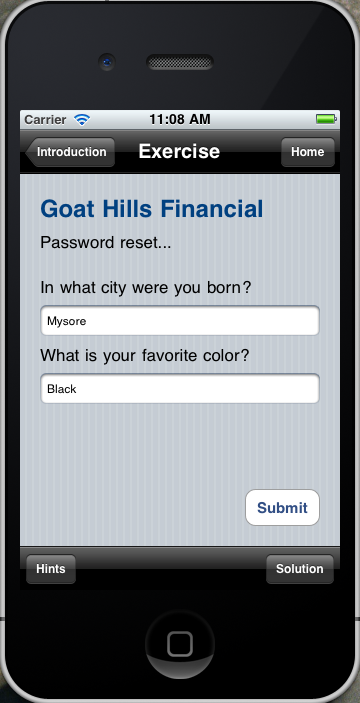 Carrier 11:08 AM
Introduction Exercise Home
Goat Hills Financial
Password reset...
In what city were you born?
Mysore
What is your favorite color?
Black
Submit
Hints Solution